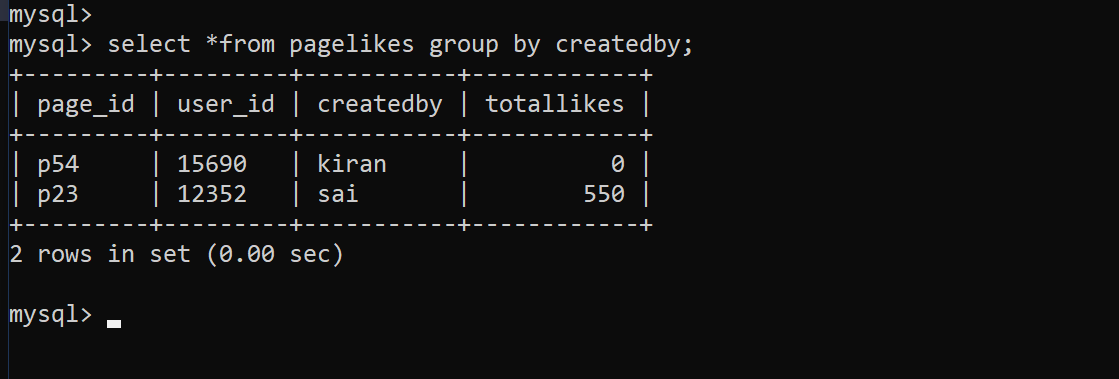 mysql>
mysql> select *from pagelikes group by createdby;
+---------+---------+-----------+------------+
| page_id | user_id | createdby | totallikes |
+---------+---------+-----------+------------+
| p54     | 15690   | kiran     |          0 |
| p23     | 12352   | sai       |        550 |
+---------+---------+-----------+------------+
2 rows in set (0.00 sec)
mysql>